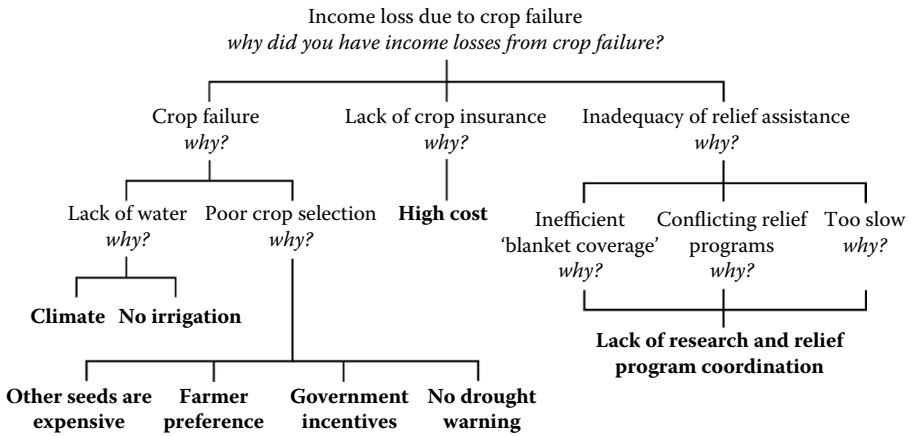 Income loss due to crop failure
why did you have income losses from crop failure?
Crop failure
why?
Lack of crop insurance
why?
Inadequacy of relief assistance
why?
Lack of water
why?
Poor crop selection
why?
High cost
Inefficient
‘blanket coverage’
why?
Conflicting relief
programs
why?
Too slow
why?
Climate
No irrigation
Lack of research and relief
program coordination
Other seeds are
expensive
Farmer
preference
Government
incentives
No drought
warning